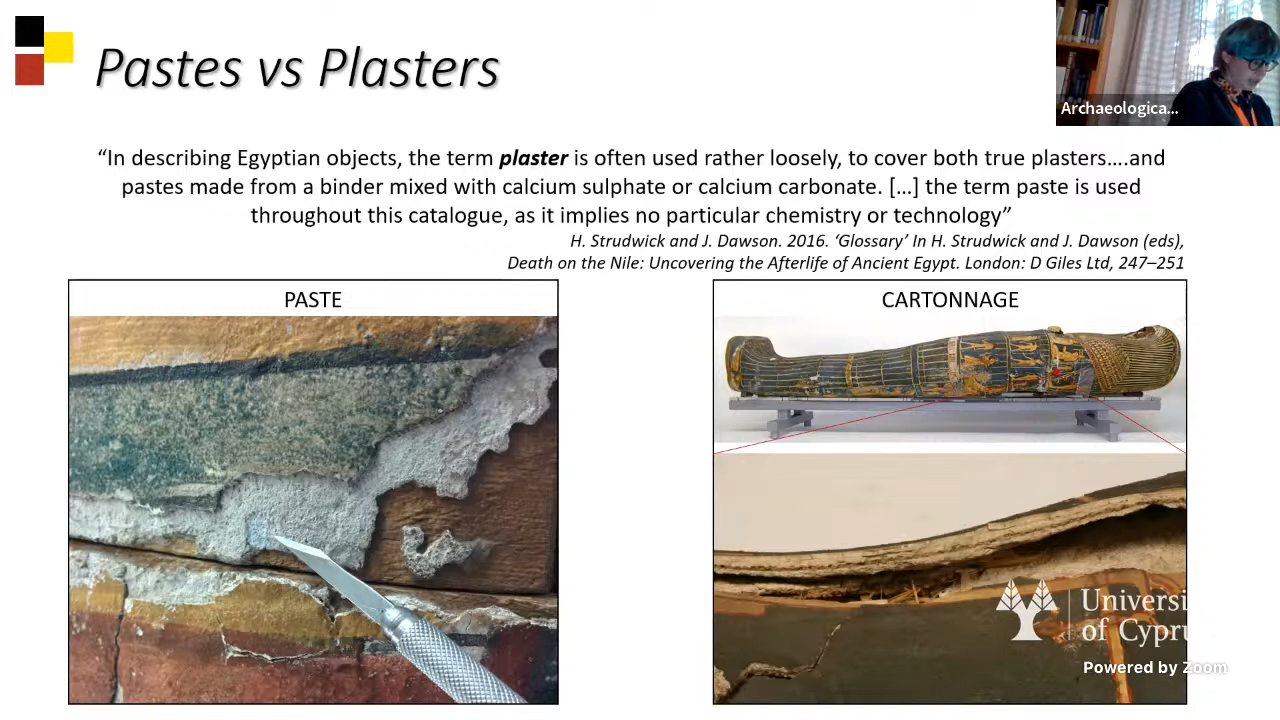 Pastes vs Plasters
Archaeologica...
“In describing Egyptian objects, the term plaster is often used rather loosely, to cover both true plasters….and
pastes made from a binder mixed with calcium sulphate or calcium carbonate. […] the term paste is used
throughout this catalogue, as it implies no particular chemistry or technology”
H. Strudwick and J. Dawson. 2016. ‘Glossary’ In H. Strudwick and J. Dawson (eds),
Death on the Nile: Uncovering the Afterlife of Ancient Egypt. London: D Giles Ltd, 247–251
PASTE
CARTONNAGE
Universi
of Cypru
Powered by Zoom